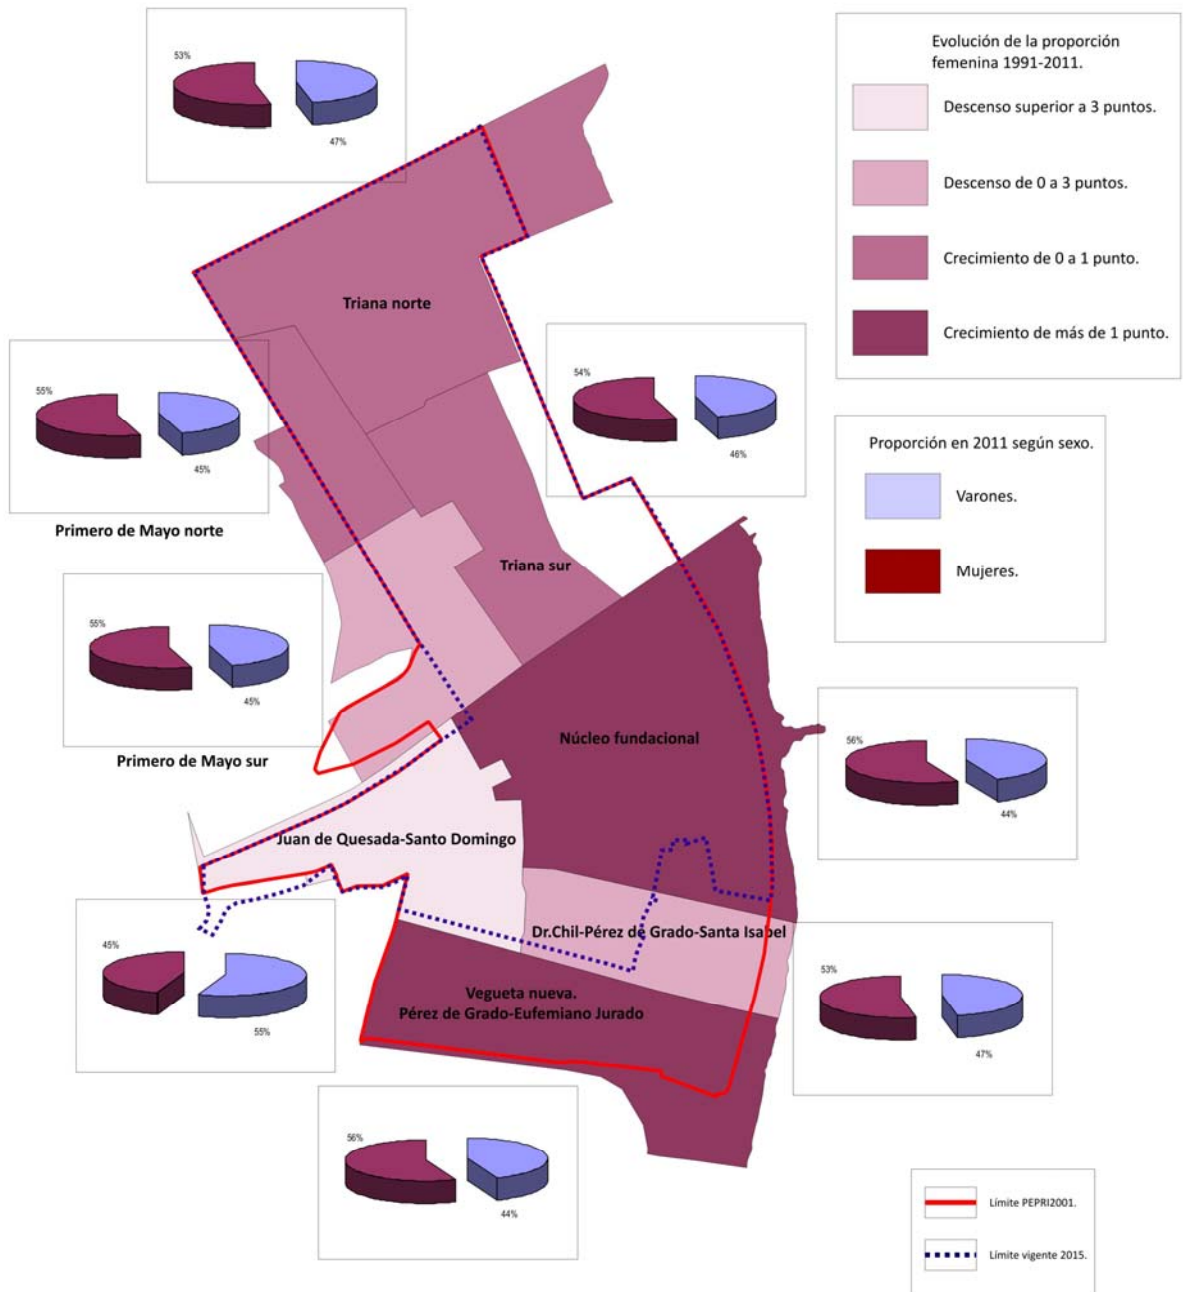 53%
47%
Evolución de la proporción
femenina 1991-2011.
Descenso superior a 3 puntos.
Descenso de 0 a 3 puntos.
Crecimiento de 0 a 1 punto.
Crecimiento de más de 1 punto.
Triana norte
55%
45%
Primero de Mayo norte
54%
46%
Proporción en 2011 según sexo.
Varones.
Mujeres.
Triana sur
55%
45%
Primero de Mayo sur
Núcleo fundacional
56%
44%
Juan de Quesada-Santo Domingo
45%
55%
Dr.Chil-Pérez de Grado-Santa Isabel
53%
47%
Vegueta nueva.
Pérez de Grado-Eufemiano Jurado
56%
44%
Límite PEPRI2001.
Límite vigente 2015.